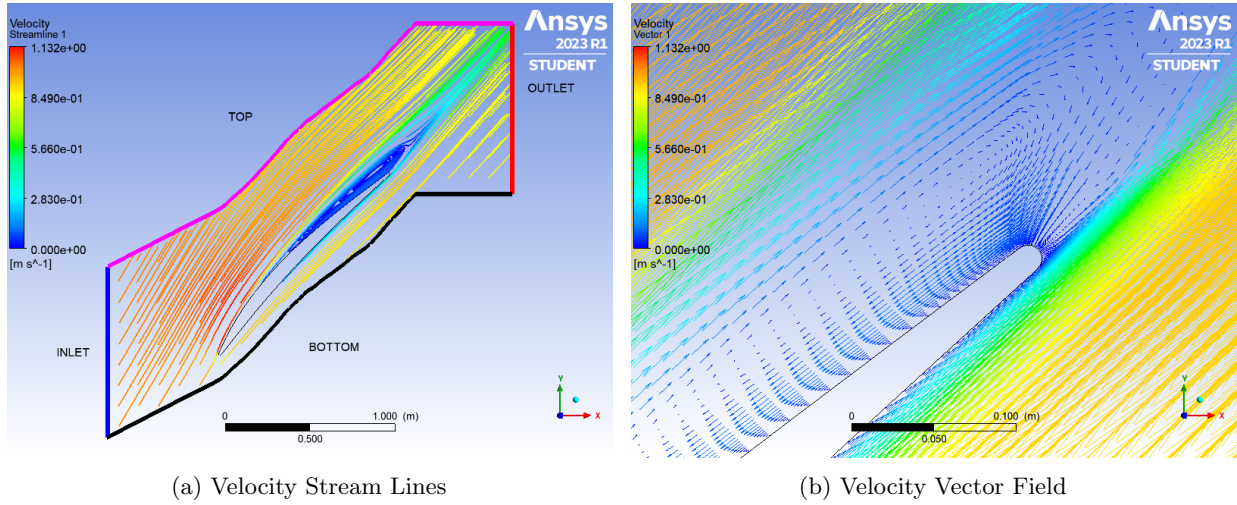 Velocity
Streamline 1
1.132e+00
8.490e-01
5.660e-01
2.830e-01
0.000e+00
[m s^-1]
Ansys
2023 R1
STUDENT
OUTLET
TOP
INLET
BOTTOM
Y
X
0
1.000 (m)
0.500
(a) Velocity Stream Lines
Velocity
Vector 1
1.132e+00
8.490e-01
5.660e-01
2.830e-01
0.000e+00
[m s^-1]
Ansys
2023 R1
STUDENT
Y
X
0
0.100 (m)
0.050
(b) Velocity Vector Field